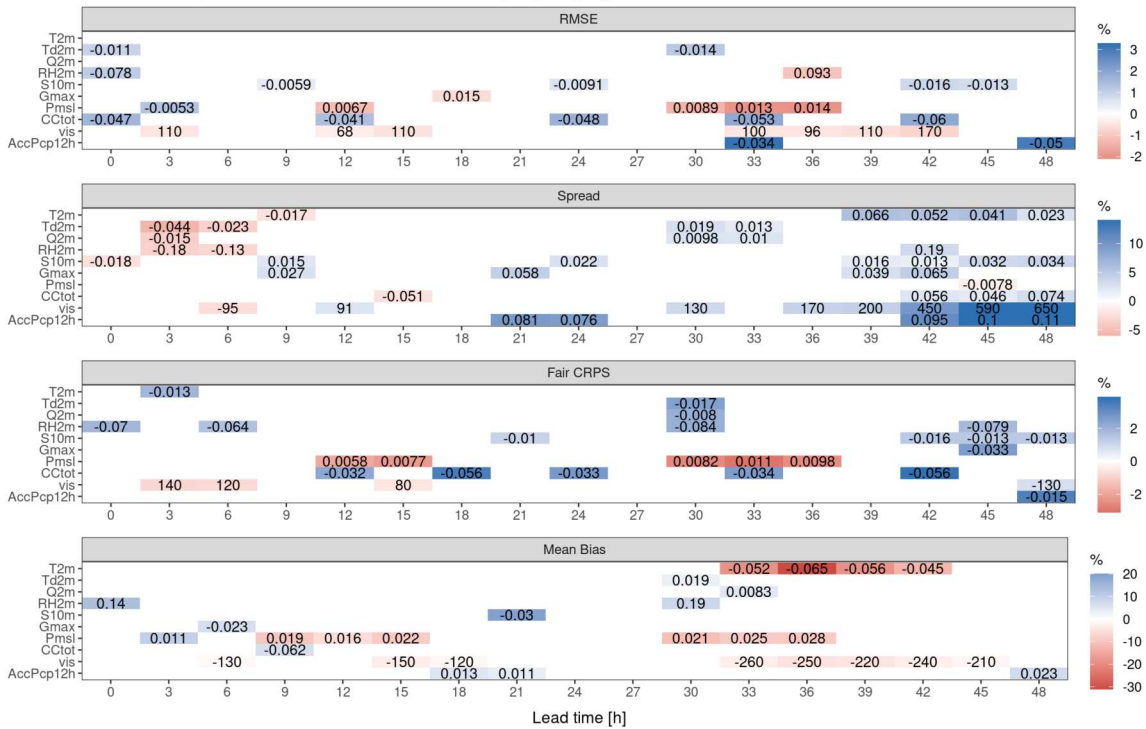 RMSE
%
T2m
Td2m -0.011 -0.014
Q2m
RH2m -0.078 0.093
S10m -0.0059 -0.0091 -0.016 -0.013
Gmax 0.015
Pmsl -0.0053 0.0067 0.0089 0.013 0.014
CCtot -0.047 -0.041 -0.048 -0.053 -0.06
vis 110 68 110 100 96 110 170
AccPcp12h -0.034 -0.05
0 3 6 9 12 15 18 21 24 27 30 33 36 39 42 45 48
3
2
1
0
-1
-2
Spread
%
T2m -0.017 0.066 0.052 0.041 0.023
Td2m -0.044 -0.023 0.019 0.013
Q2m -0.015 0.0098 0.01
RH2m -0.18 -0.13 0.19
S10m -0.018 0.015 0.022 0.016 0.013 0.032 0.034
Gmax 0.027 0.058 0.039 0.065
Pmsl -0.0078
CCtot -0.051 0.056 0.046 0.074
vis -95 91 130 170 200 450 590 650
AccPcp12h 0.081 0.076 0.095 0.1 0.11
0 3 6 9 12 15 18 21 24 27 30 33 36 39 42 45 48
10
5
0
-5
Fair CRPS
%
T2m -0.013
Td2m -0.017
Q2m -0.008
RH2m -0.07 -0.064 -0.084 -0.079
S10m -0.01 -0.016 -0.013 -0.013
Gmax -0.033
Pmsl 0.0058 0.0077 0.0082 0.011 0.0098
CCtot -0.032 -0.056 -0.033 -0.034 -0.056
vis 140 120 80 -130
AccPcp12h -0.015
0 3 6 9 12 15 18 21 24 27 30 33 36 39 42 45 48
2
0
-2
Mean Bias
%
T2m -0.052 -0.065 -0.056 -0.045
Td2m 0.019
Q2m 0.0083
RH2m 0.14 0.19
S10m -0.03
Gmax -0.023
Pmsl 0.011 0.019 0.016 0.022 0.021 0.025 0.028
CCtot -0.062
vis -130 -150 -120 -260 -250 -220 -240 -210
AccPcp12h 0.013 0.011 0.023
0 3 6 9 12 15 18 21 24 27 30 33 36 39 42 45 48
20
10
0
-10
-20
-30
Lead time [h]